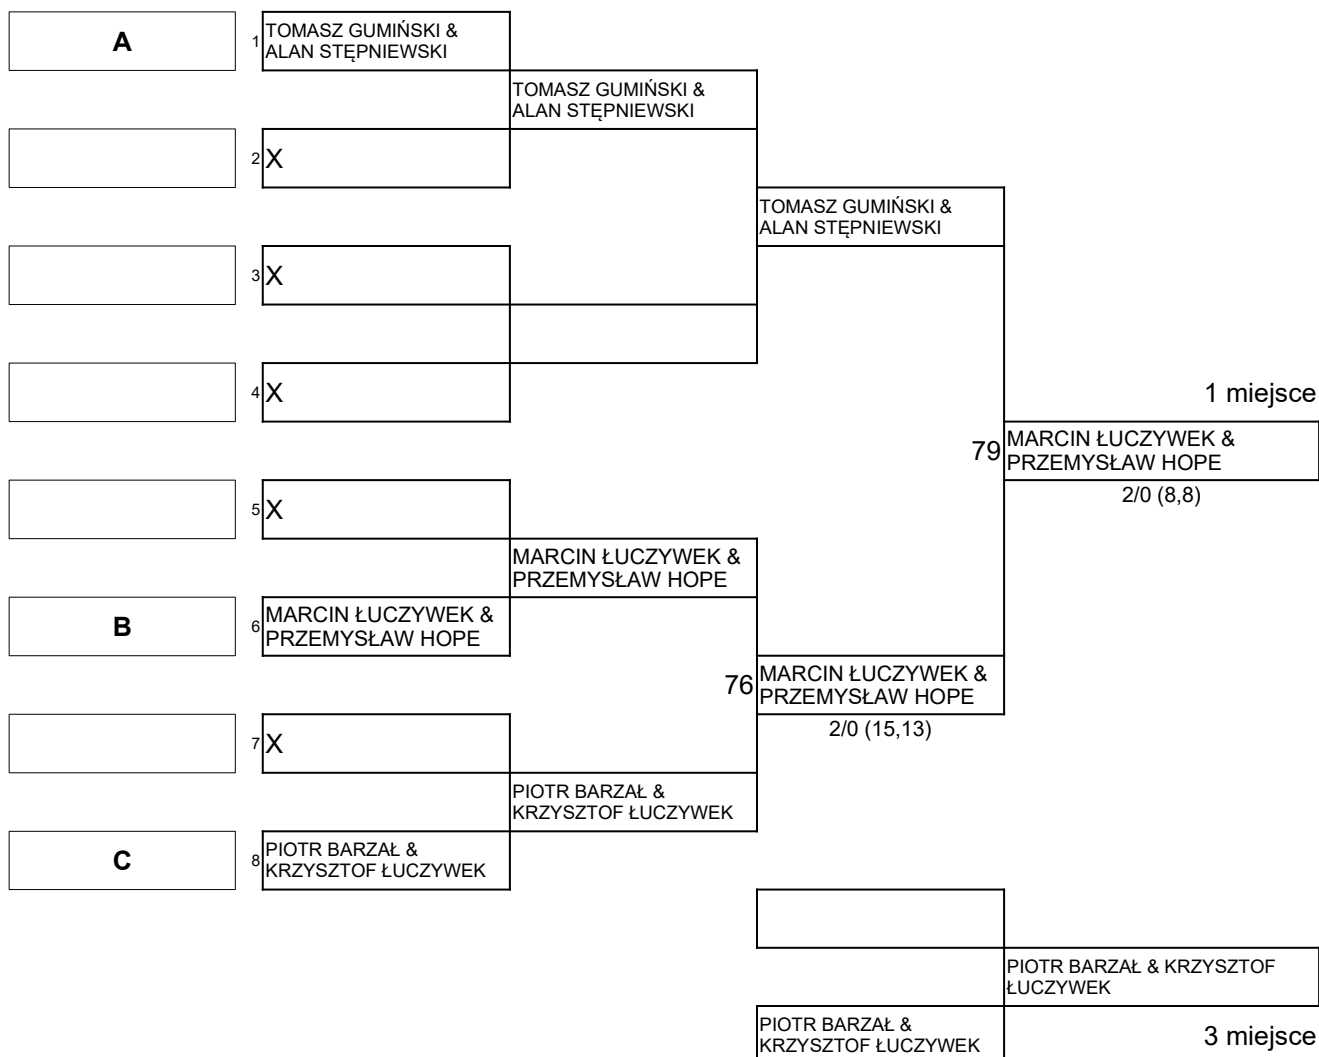 A
1
TOMASZ GUMIŃSKI &
ALAN STĘPNIEWSKI
TOMASZ GUMIŃSKI &
ALAN STĘPNIEWSKI
2
X
TOMASZ GUMIŃSKI &
ALAN STĘPNIEWSKI
3
X
4
X
1 miejsce
79
MARCIN ŁUCZYWEK &
PRZEMYSŁAW HOPE
2/0 (8,8)
5
X
MARCIN ŁUCZYWEK &
PRZEMYSŁAW HOPE
B
6
MARCIN ŁUCZYWEK &
PRZEMYSŁAW HOPE
76
MARCIN ŁUCZYWEK &
PRZEMYSŁAW HOPE
2/0 (15,13)
7
X
PIOTR BARZAŁ &
KRZYSZTOF ŁUCZYWEK
C
8
PIOTR BARZAŁ &
KRZYSZTOF ŁUCZYWEK
PIOTR BARZAŁ & KRZYSZTOF
ŁUCZYWEK
PIOTR BARZAŁ &
KRZYSZTOF ŁUCZYWEK
3 miejsce